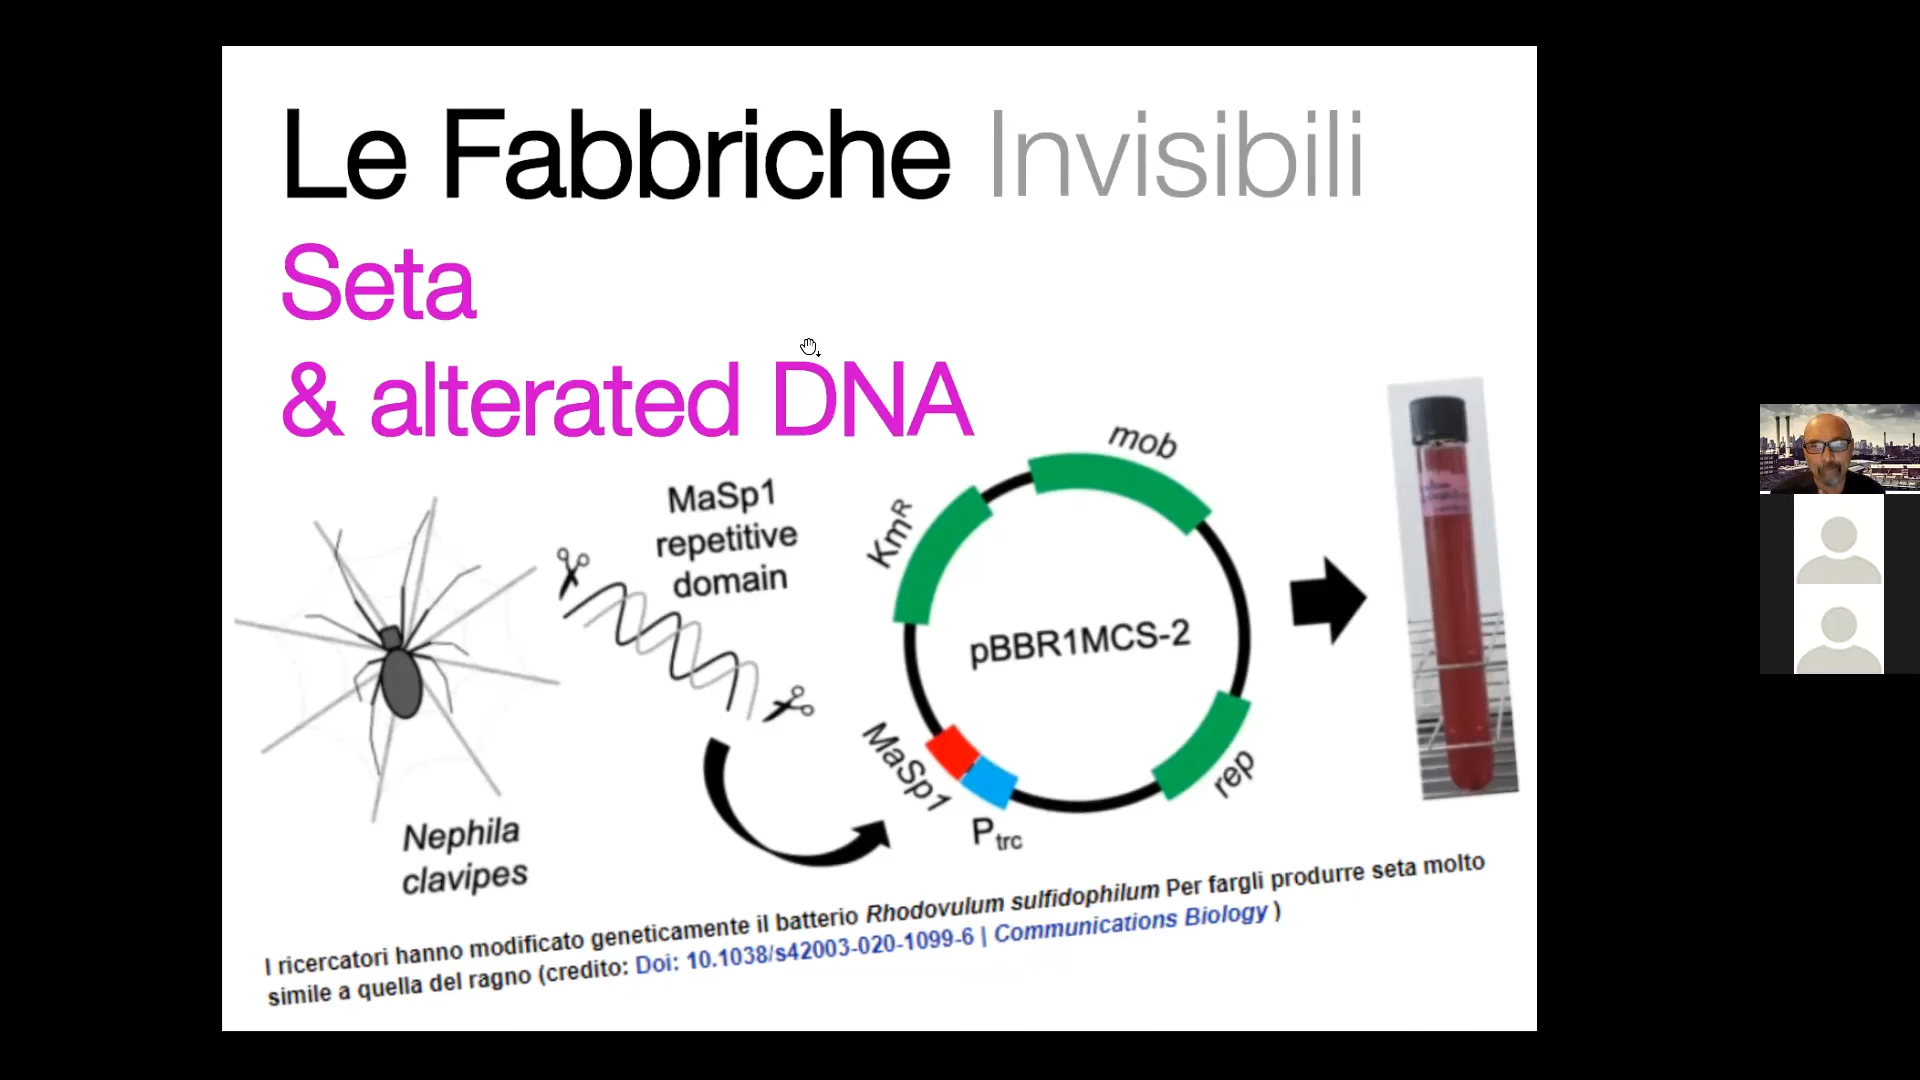 Le Fabbriche Invisibili
Seta
& alterated DNA
MaSp1
repetitive
domain
mob
KmR
pBBR1MCS-2
MaSp1
Ptrc
rep
Nephila
clavipes
I ricercatori hanno modificato geneticamente il batterio Rhodovulum sulfidophilum Per fargli produrre seta molto
simile a quella del ragno (credito: Doi: 10.1038/s42003-020-1099-6 | Communications Biology )